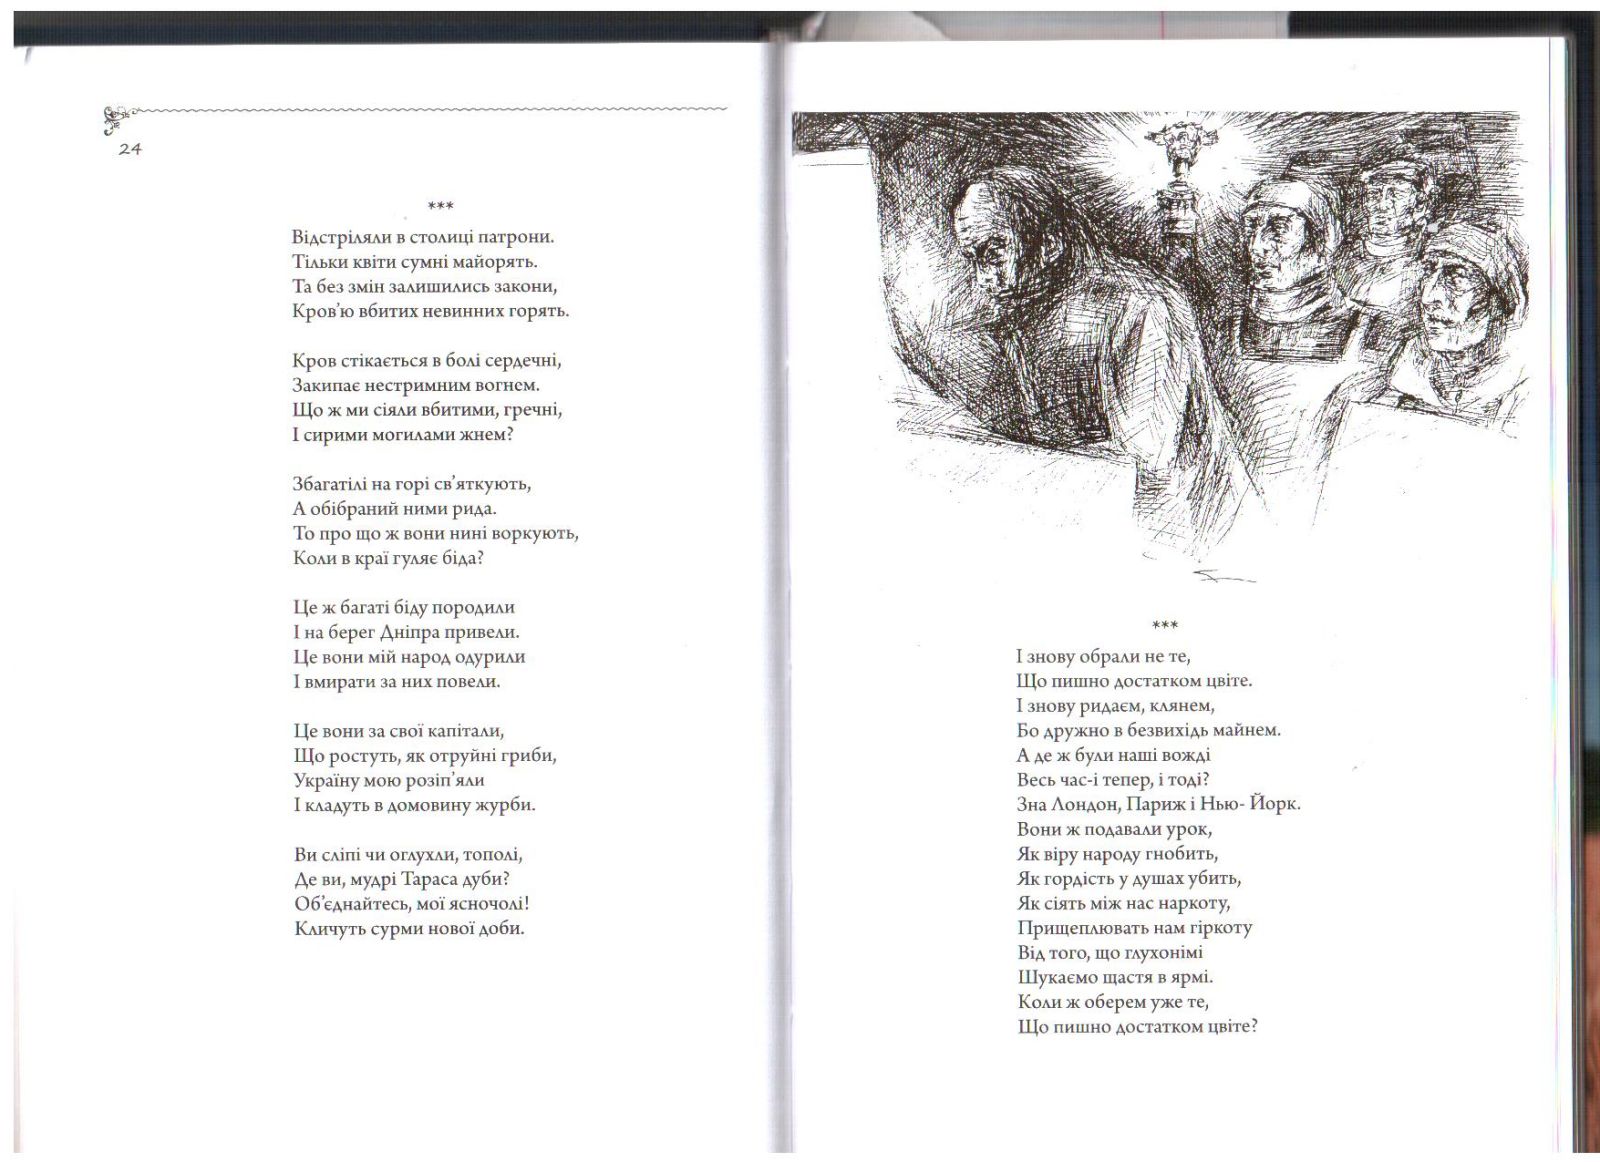 24
***
Відстріляли в столиці патрони.
Тільки квіти сумні майорять.
Та без змін залишились закони,
Кров’ю вбитих невинних горять.
Кров стікається в болі сердечні,
Закипає нестримним вогнем.
Що ж ми сіяли вбитими, гречні,
І сирими могилами жнем?
Збагатілі на горі св’яткують,
А обібраний ними рида.
То про що ж вони нині воркують,
Коли в краї гуляє біда?
Це ж багаті біду породили
І на берег Дніпра привели.
Це вони мій народ одурили
І вмирати за них повели.
Це вони за свої капітали,
Що ростуть, як отруйні гриби,
Україну мою розіп’яли
І кладуть в домовину журби.
Ви сліпі чи оглухли, тополі,
Де ви, мудрі Тараса дуби?
Об’єднайтесь, мої ясночолі!
Кличуть сурми нової доби.
***
І знову обрали не те,
Що пишно достатком цвіте.
І знову ридаєм, клянем,
Бо дружно в безвихідь майнем.
А де ж були наші вожді
Весь час-і тепер, і тоді?
Зна Лондон, Париж і Нью- Йорк.
Вони ж подавали урок,
Як віру народу гнобить,
Як гордість у душах убить,
Як сіять між нас наркоту,
Прищеплювать нам гіркоту
Від того, що глухонімі
Шукаємо щастя в ярмі.
Коли ж оберем уже те,
Що пишно достатком цвіте?